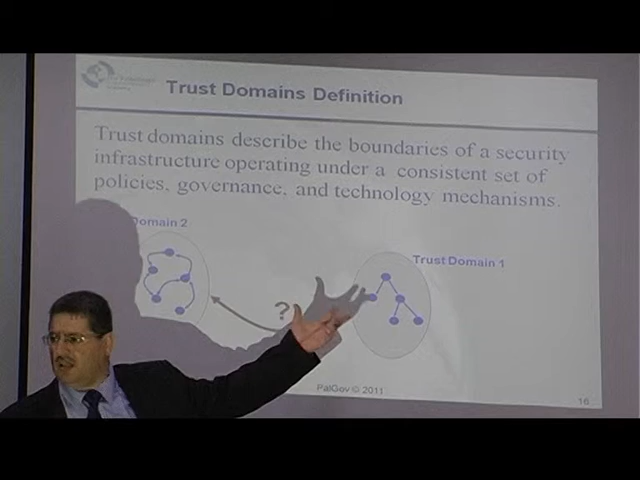 Trust Domains Definition
Trust domains describe the boundaries of a security
infrastructure operating under a consistent set of
policies, governance, and technology mechanisms.
Domain 2
Trust Domain 1
?
PalGov © 2011
16